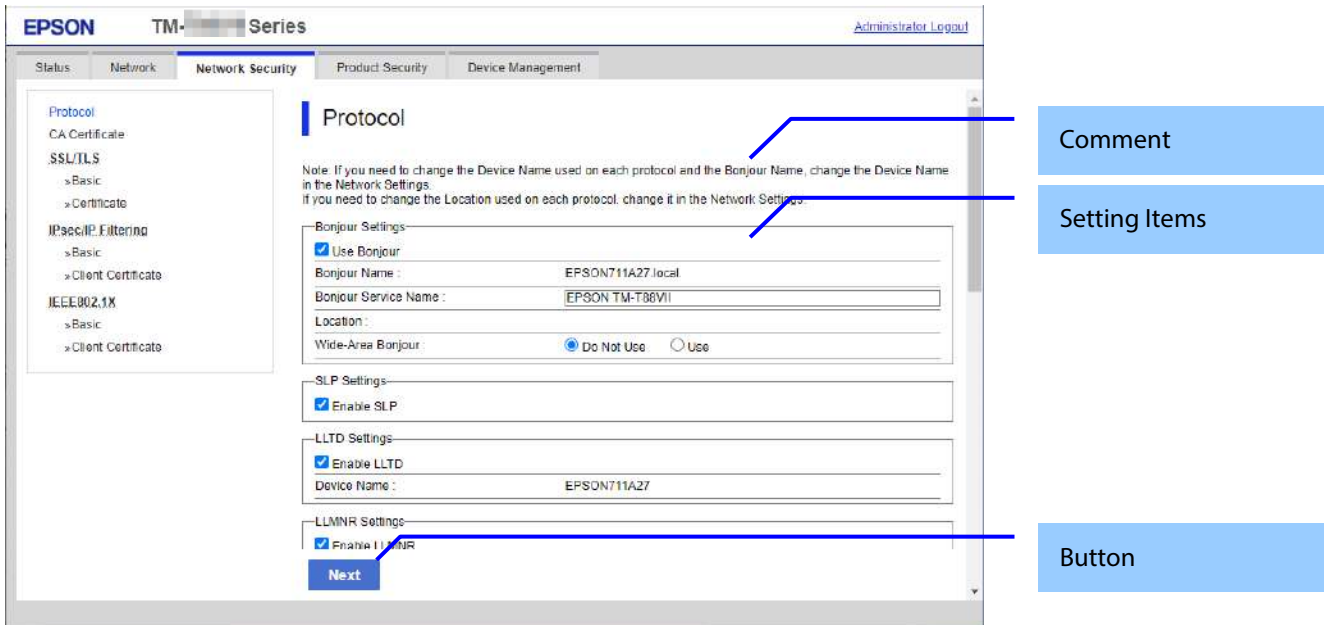 EPSON TM- Series Administrator Logout
Status Network Network Security Product Security Device Management
Protocol
CA Certificate
SSL/TLS
»Basic
»Certificate
IPsec/IP Filtering
»Basic
»Client Certificate
IEEE802.1X
»Basic
»Client Certificate
Protocol
Note: If you need to change the Device Name used on each protocol and the Bonjour Name, change the Device Name
in the Network Settings.
If you need to change the Location used on each protocol, change it in the Network Settings.
Bonjour Settings
Use Bonjour
Bonjour Name : EPSON711A27.local.
Bonjour Service Name : EPSON TM-T88VII
Location :
Wide-Area Bonjour : Do Not Use Use
SLP Settings
Enable SLP
LLTD Settings
Enable LLTD
Device Name : EPSON711A27
LLMNR Settings
Enable LLMNR
Next
Comment
Setting Items
Button